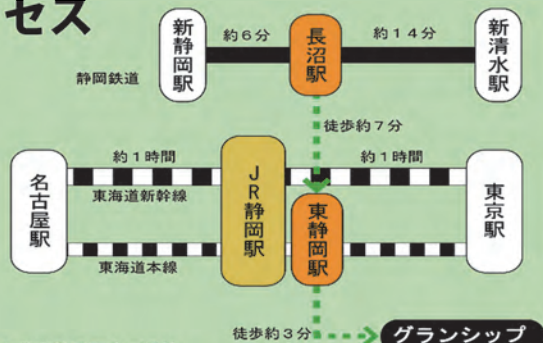 セス
新静岡駅
約6分
長沼駅
約14分
新清水駅
静岡鉄道
徒歩約7分
名古屋駅
約1時間
東海道新幹線
JR静岡駅
約1時間
東静岡駅
東京駅
東海道本線
徒歩約3分
グランシップ